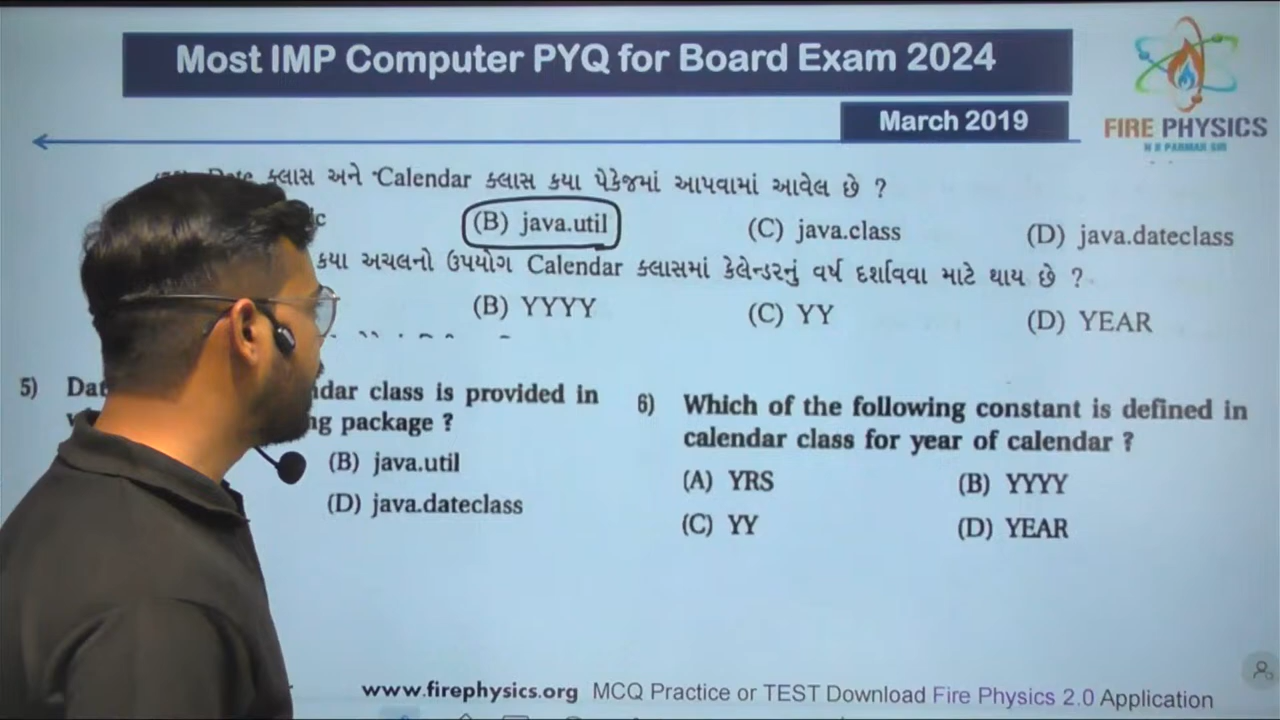 Most IMP Computer PYQ for Board Exam 2024
March 2019
FIRE PHYSICS
N R PARMAR SIR
ક્લાસ અને Calendar ક્લાસ કયા પેકેજમાં આપવામાં આવેલ છે ?
(B) java.util (C) java.class (D) java.dateclass
કયા અચલનો ઉપયોગ Calendar ક્લાસમાં કેલેન્ડરનું વર્ષ દર્શાવવા માટે થાય છે ?
(B) YYYY (C) YY (D) YEAR
5) class is provided in
package ?
(B) java.util
(D) java.dateclass
6) Which of the following constant is defined in
calendar class for year of calendar ?
(A) YRS (B) YYYY
(C) YY (D) YEAR
www.firephysics.org MCQ Practice or TEST Download Fire Physics 2.0 Application